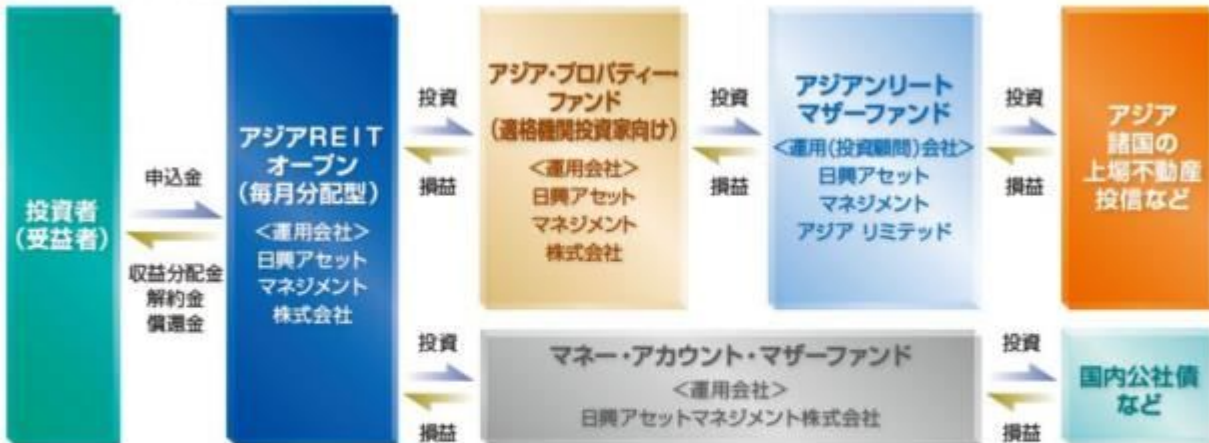 投資者
（受益者）
申込金
収益分配金
解約金
償還金
アジアREIT
オープン
（毎月分配型）
＜運用会社＞
日興アセット
マネジメント
株式会社
投資
損益
アジア・プロパティー・
ファンド
（適格機関投資家向け）
＜運用会社＞
日興アセット
マネジメント
株式会社
投資
損益
アジアンリート
マザーファンド
＜運用(投資顧問)会社＞
日興アセット
マネジメント
アジア リミテッド
投資
損益
アジア
諸国の
上場不動産
投信など
投資
損益
マネー・アカウント・マザーファンド
＜運用会社＞
日興アセットマネジメント株式会社
投資
損益
国内公社債
など